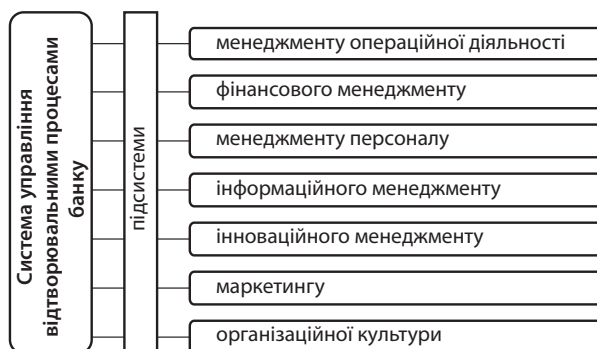 Система управління
відтворювальними процесами
банку
підсистеми
менеджменту операційної діяльності
фінансового менеджменту
менеджменту персоналу
інформаційного менеджменту
інноваційного менеджменту
маркетингу
організаційної культури